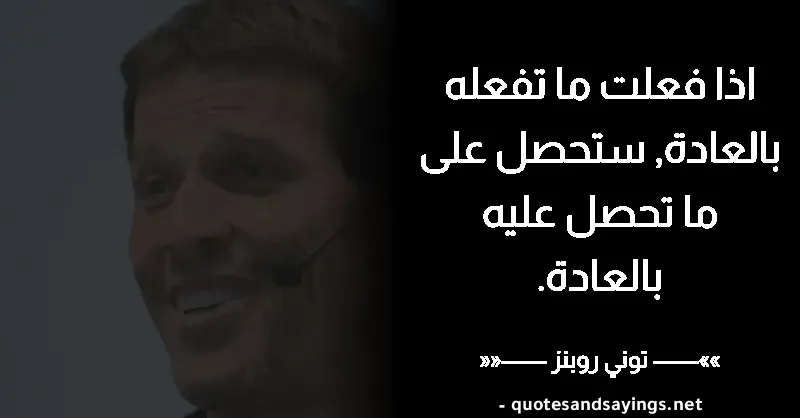 اذا فعلت ما تفعله
بالعادة, ستحصل على
ما تحصل عليه
بالعادة.
»»—— توني روبنز ——««
- quotesandsayings.net